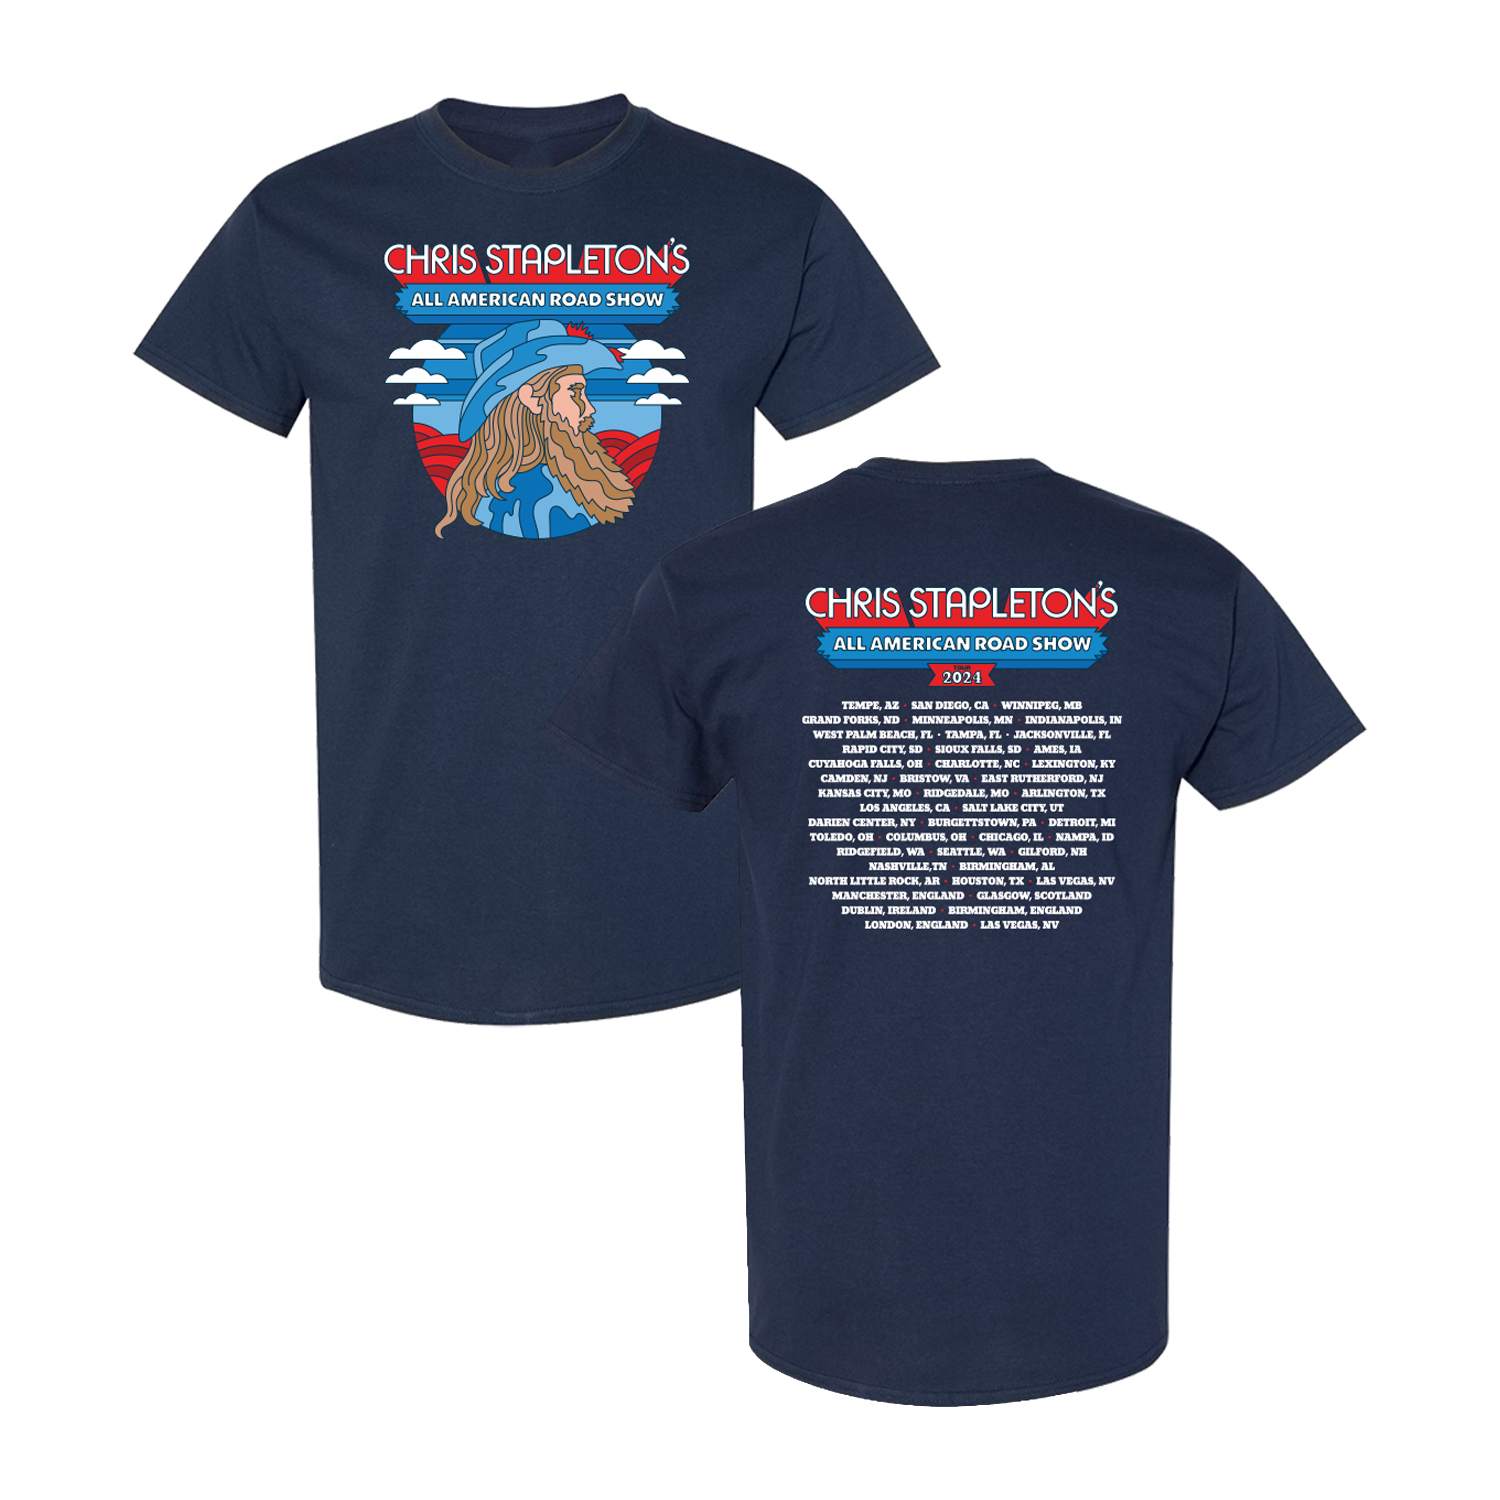 CHRIS STAPLETON'S
ALL AMERICAN ROAD SHOW
CHRIS STAPLETON'S
ALL AMERICAN ROAD SHOW
TOUR
2024
TEMPE, AZ • SAN DIEGO, CA • WINNIPEG, MB
GRAND FORKS, ND • MINNEAPOLIS, MN • INDIANAPOLIS, IN
WEST PALM BEACH, FL • TAMPA, FL • JACKSONVILLE, FL
RAPID CITY, SD • SIOUX FALLS, SD • AMES, IA
CUYAHOGA FALLS, OH • CHARLOTTE, NC • LEXINGTON, KY
CAMDEN, NJ • BRISTOW, VA • EAST RUTHERFORD, NJ
KANSAS CITY, MO • RIDGEDALE, MO • ARLINGTON, TX
LOS ANGELES, CA • SALT LAKE CITY, UT
DARIEN CENTER, NY • BURGETTSTOWN, PA • DETROIT, MI
TOLEDO, OH • COLUMBUS, OH • CHICAGO, IL • NAMPA, ID
RIDGEFIELD, WA • SEATTLE, WA • GILFORD, NH
NASHVILLE,TN • BIRMINGHAM, AL
NORTH LITTLE ROCK, AR • HOUSTON, TX • LAS VEGAS, NV
MANCHESTER, ENGLAND • GLASGOW, SCOTLAND
DUBLIN, IRELAND • BIRMINGHAM, ENGLAND
LONDON, ENGLAND • LAS VEGAS, NV